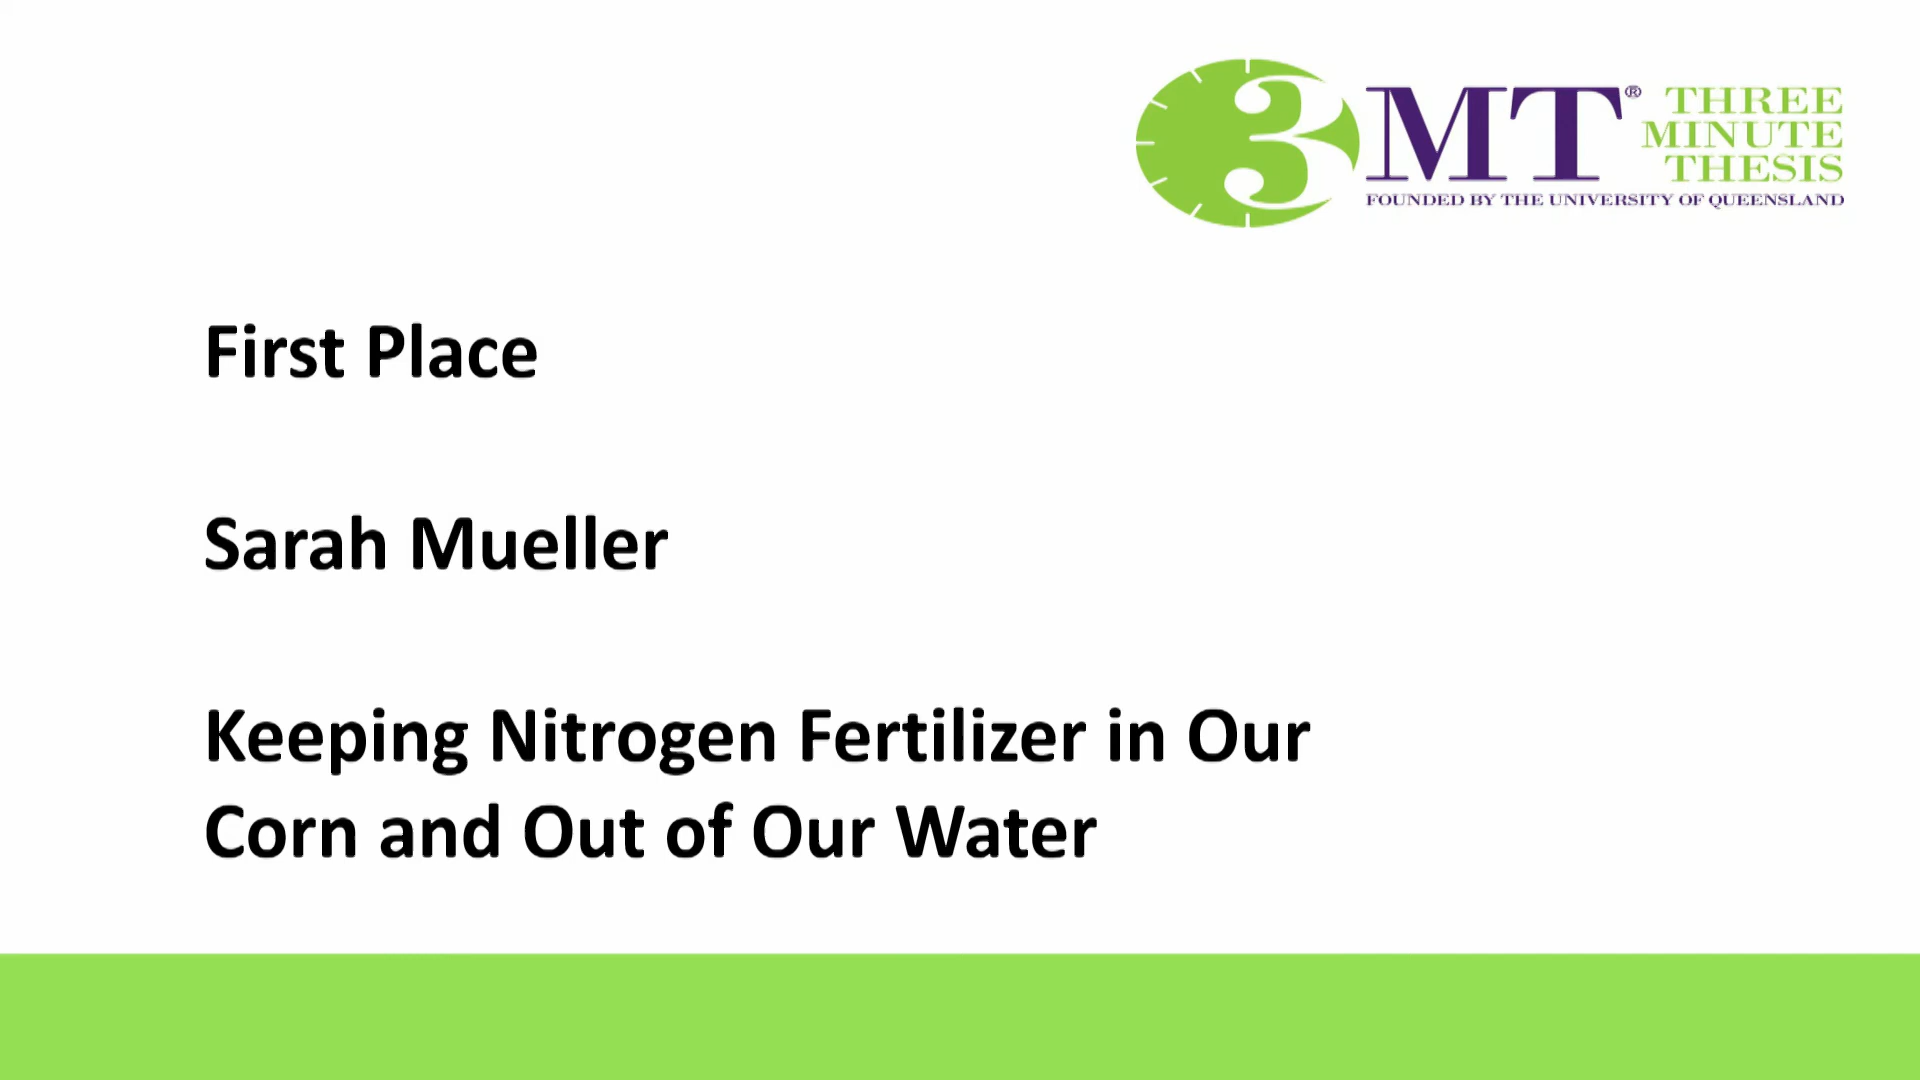 3MT® THREE
MINUTE
THESIS
FOUNDED BY THE UNIVERSITY OF QUEENSLAND
First Place
Sarah Mueller
Keeping Nitrogen Fertilizer in Our
Corn and Out of Our Water